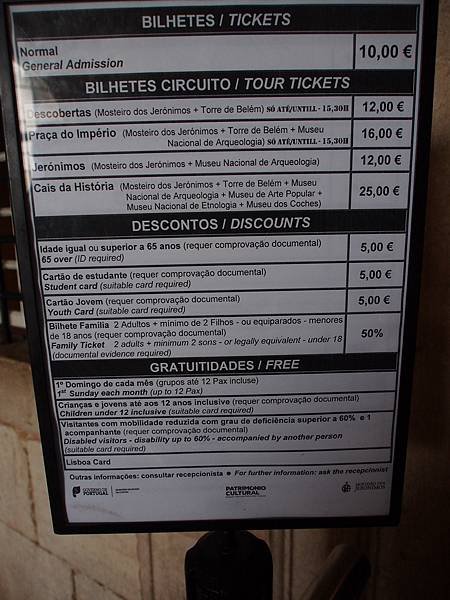 BILHETES / TICKETS
Normal
General Admission
10,00 €
BILHETES CIRCUITO / TOUR TICKETS
Descobertas (Mosteiro dos Jerónimos + Torre de Belém) SÓ ATÉ/UNTILL - 15,30H
12,00 €
Praça do Império (Mosteiro dos Jerónimos + Torre de Belém + Museu
Nacional de Arqueologia) SÓ ATÉ/UNTILL - 15,30H
16,00 €
Jerónimos (Mosteiro dos Jerónimos + Museu Nacional de Arqueologia)
12,00 €
Cais da História (Mosteiro dos Jerónimos + Torre de Belém + Museu
Nacional de Arqueologia + Museu de Arte Popular +
Museu Nacional de Etnologia + Museu dos Coches)
25,00 €
DESCONTOS / DISCOUNTS
Idade igual ou superior a 65 anos (requer comprovação documental)
65 over (ID required)
5,00 €
Cartão de estudante (requer comprovação documental)
Student card (suitable card required)
5,00 €
Cartão Jovem (requer comprovação documental)
Youth Card (suitable card required)
5,00 €
Bilhete Familia 2 Adultos + mínimo de 2 Filhos - ou equiparados - menores
de 18 anos (requer comprovação documental)
Family Ticket 2 adults + minimum 2 sons - or legally equivalent - under 18
(documental evidence required)
50%
GRATUITIDADES / FREE
1º Domingo de cada mês (grupos até 12 Pax incluse)
1st Sunday each month (up to 12 Pax)
Crianças e jovens até aos 12 anos inclusive (requer comprovação documental)
Children under 12 inclusive (suitable card required)
Visitantes com mobilidade reduzida com grau de deficiência superior a 60% e 1
acompanhante (requer comprovação documental)
Disabled visitors - disability up to 60% - accompanied by another person
(suitable card required)
Lisboa Card
Outras informações: consultar recepcionista ● For further information: ask the recepcionist
GOVERNO DE
PORTUGAL
PATRIMÓNIO
CULTURAL
MOSTEIRO DOS
JERÓNIMOS